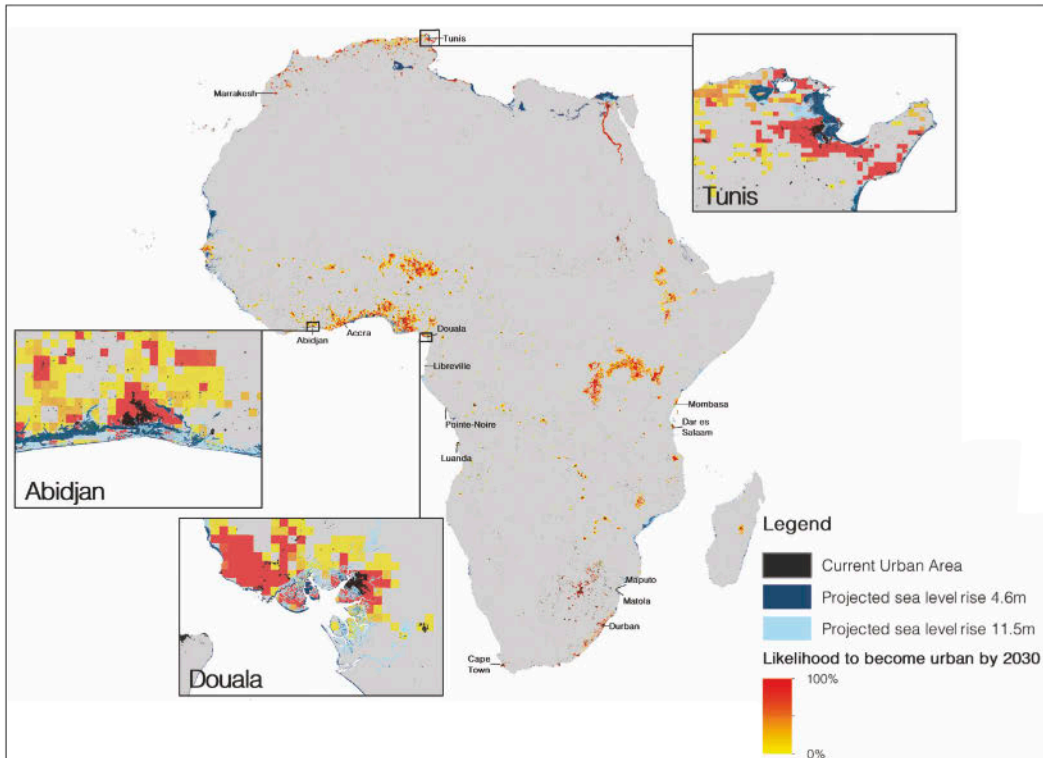 Tunis
Marrakesh
Tunis
Accra
Abidjan
Douala
Libreville
Abidjan
Pointe-Noire
Luanda
Mombasa
Dar es
Salaam
Douala
Maputo
Matola
Durban
Cape
Town
Legend
Current Urban Area
Projected sea level rise 4.6m
Projected sea level rise 11.5m
Likelihood to become urban by 2030
100%
0%